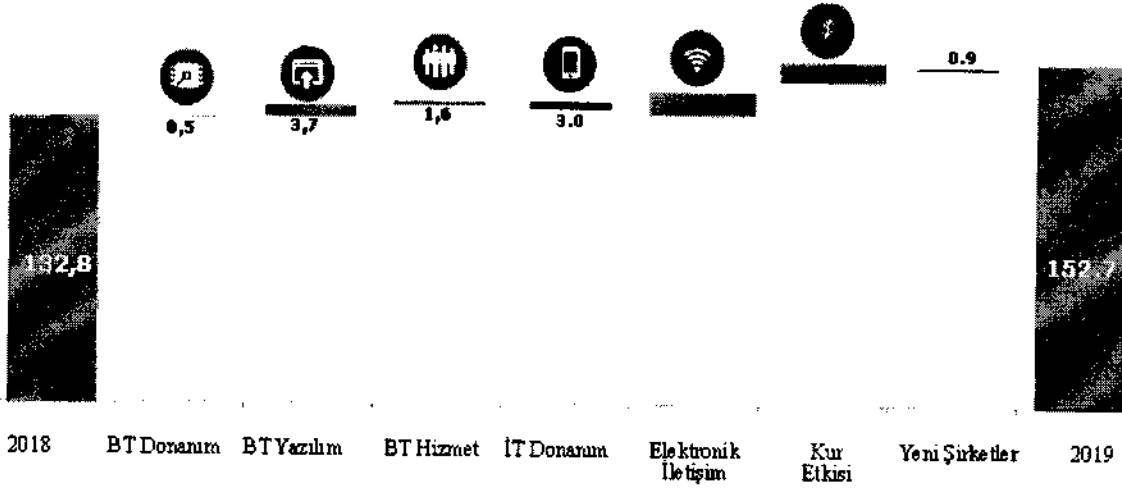 0.9
0,5
3,7
1,6
3.0
132,8
152.7
2018
BT Donanım
BT Yazılım
BT Hizmet
İT Donanım
Elektronik
İletişim
Kur
Etkisi
Yeni Şirketler
2019